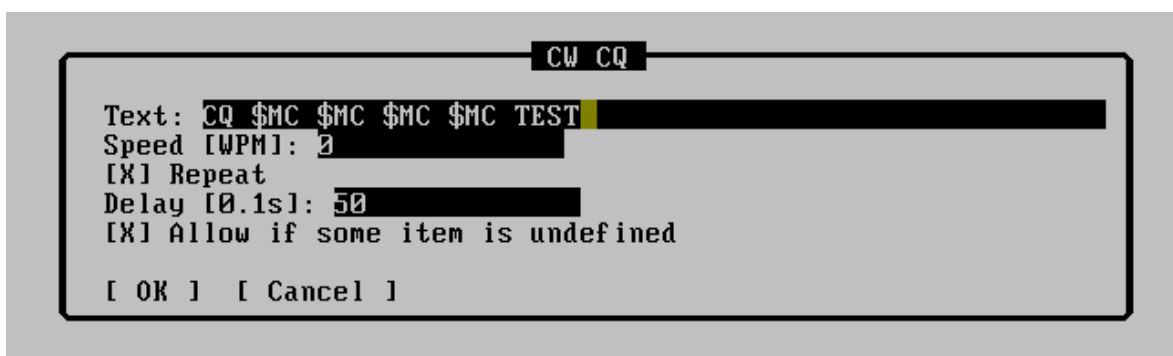 CW CQ
Text: CQ $MC $MC $MC $MC TEST
Speed [WPM]: 0
[X] Repeat
Delay [0.1s]: 50
[X] Allow if some item is undefined
[ OK ] [ Cancel ]